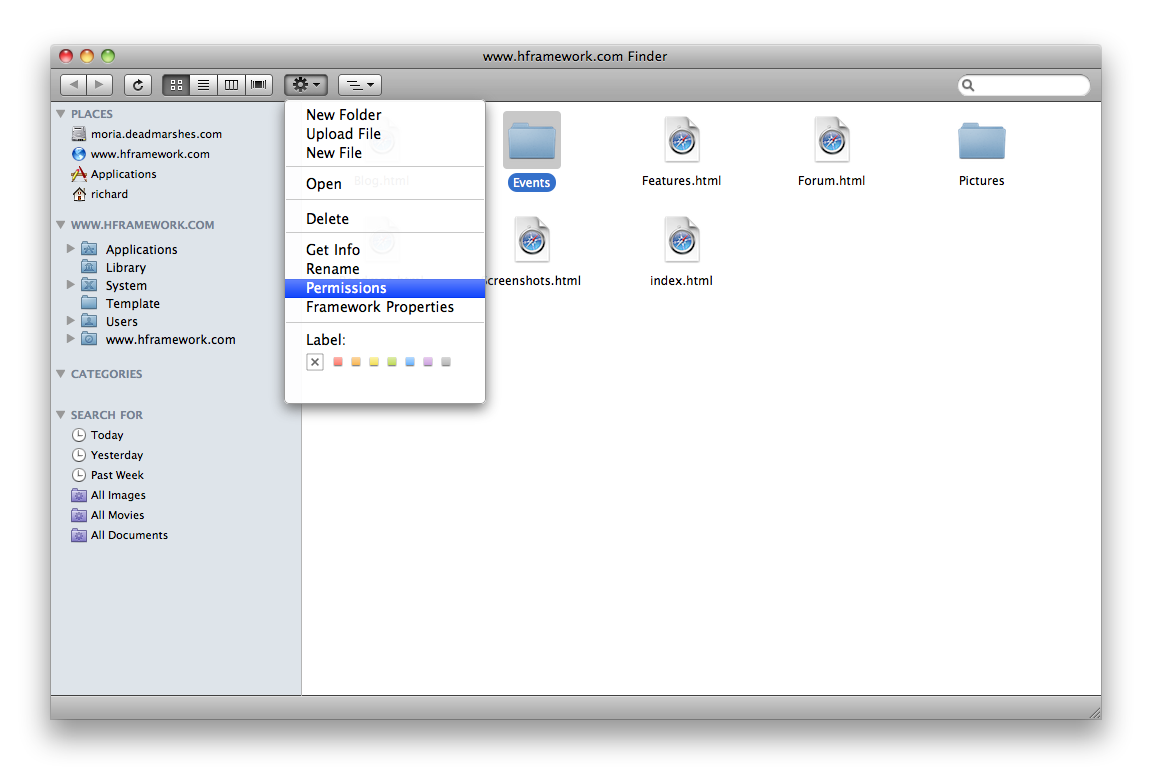 www.hframework.com Finder
PLACES
moria.deadmarshes.com
www.hframework.com
Applications
richard
WWW.HFRAMEWORK.COM
Applications
Library
System
Template
Users
www.hframework.com
CATEGORIES
SEARCH FOR
Today
Yesterday
Past Week
All Images
All Movies
All Documents
New Folder
Upload File
New File
Open
Delete
Get Info
Rename
Permissions
Framework Properties
Label:
Blog.html
Events
Features.html
Forum.html
Pictures
creenshots.html
index.html